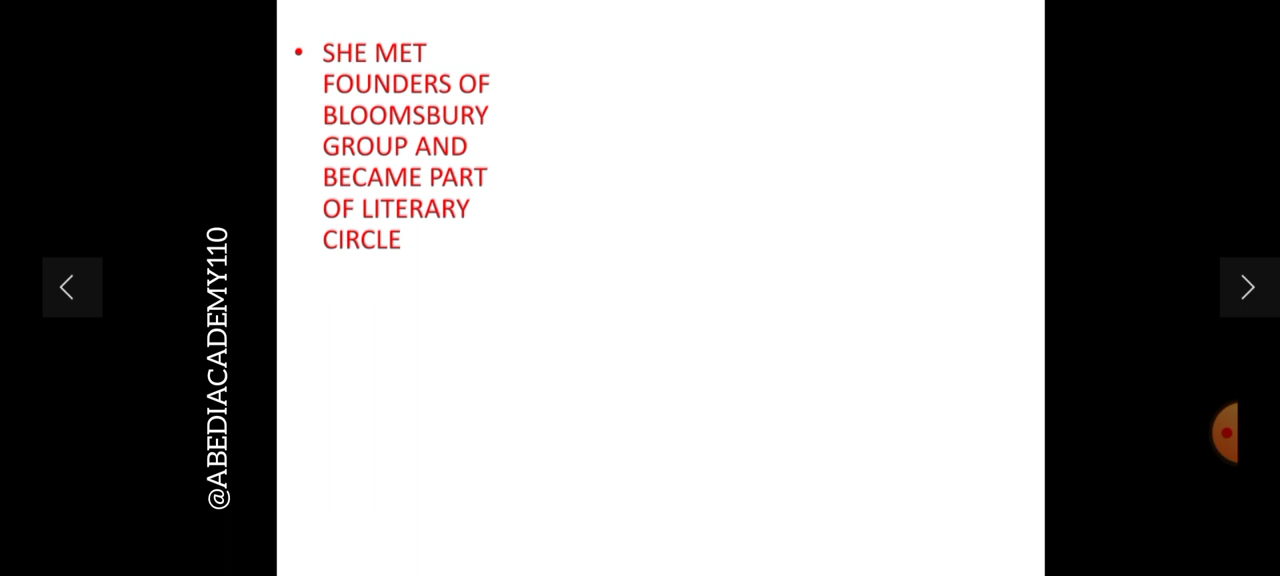 • SHE MET
FOUNDERS OF
BLOOMSBURY
GROUP AND
BECAME PART
OF LITERARY
CIRCLE
@ABEDIACADEMY110